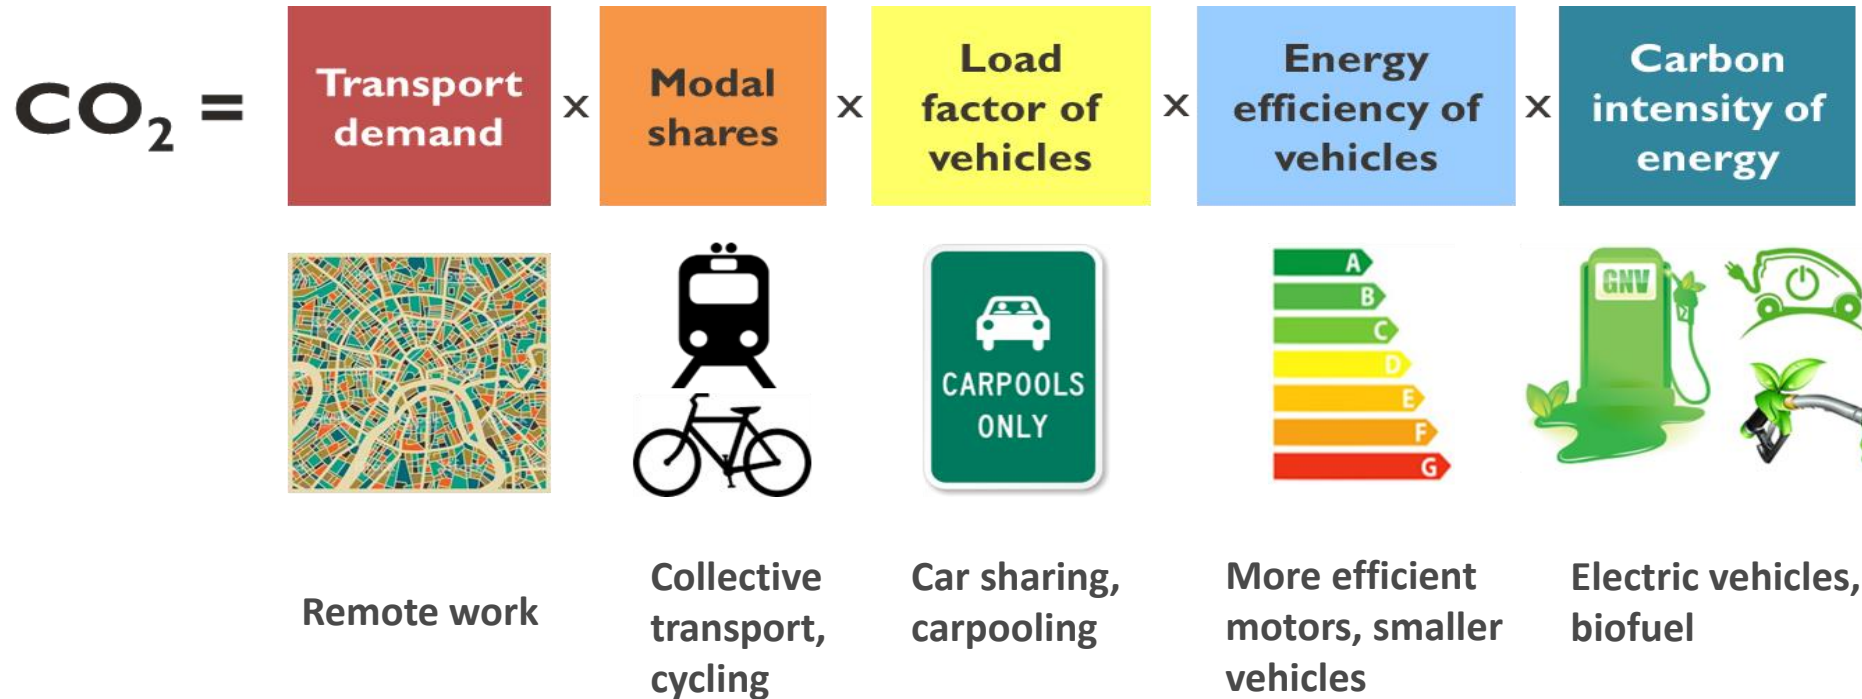 CO₂ =
Transport
demand
x
Modal
shares
x
Load
factor of
vehicles
x
Energy
efficiency of
vehicles
x
Carbon
intensity of
energy
CARPOOLS
ONLY
A
B
C
D
E
F
G
GNV
Remote work
Collective
transport,
cycling
Car sharing,
carpooling
More efficient
motors, smaller
vehicles
Electric vehicles,
biofuel